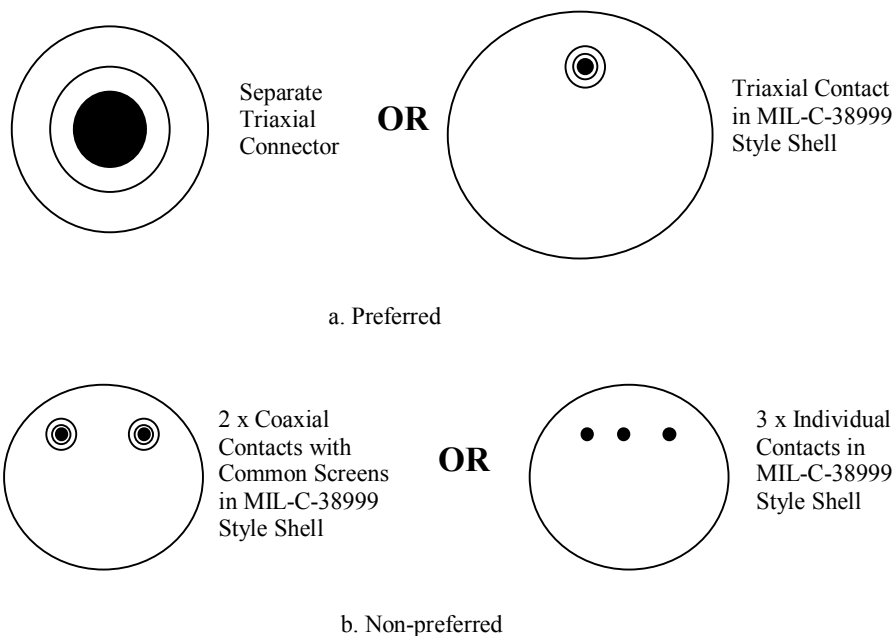 Separate
Triaxial
Connector
OR
Triaxial Contact
in MIL-C-38999
Style Shell
a. Preferred
2 x Coaxial
Contacts with
Common Screens
in MIL-C-38999
Style Shell
OR
3 x Individual
Contacts in
MIL-C-38999
Style Shell
b. Non-preferred